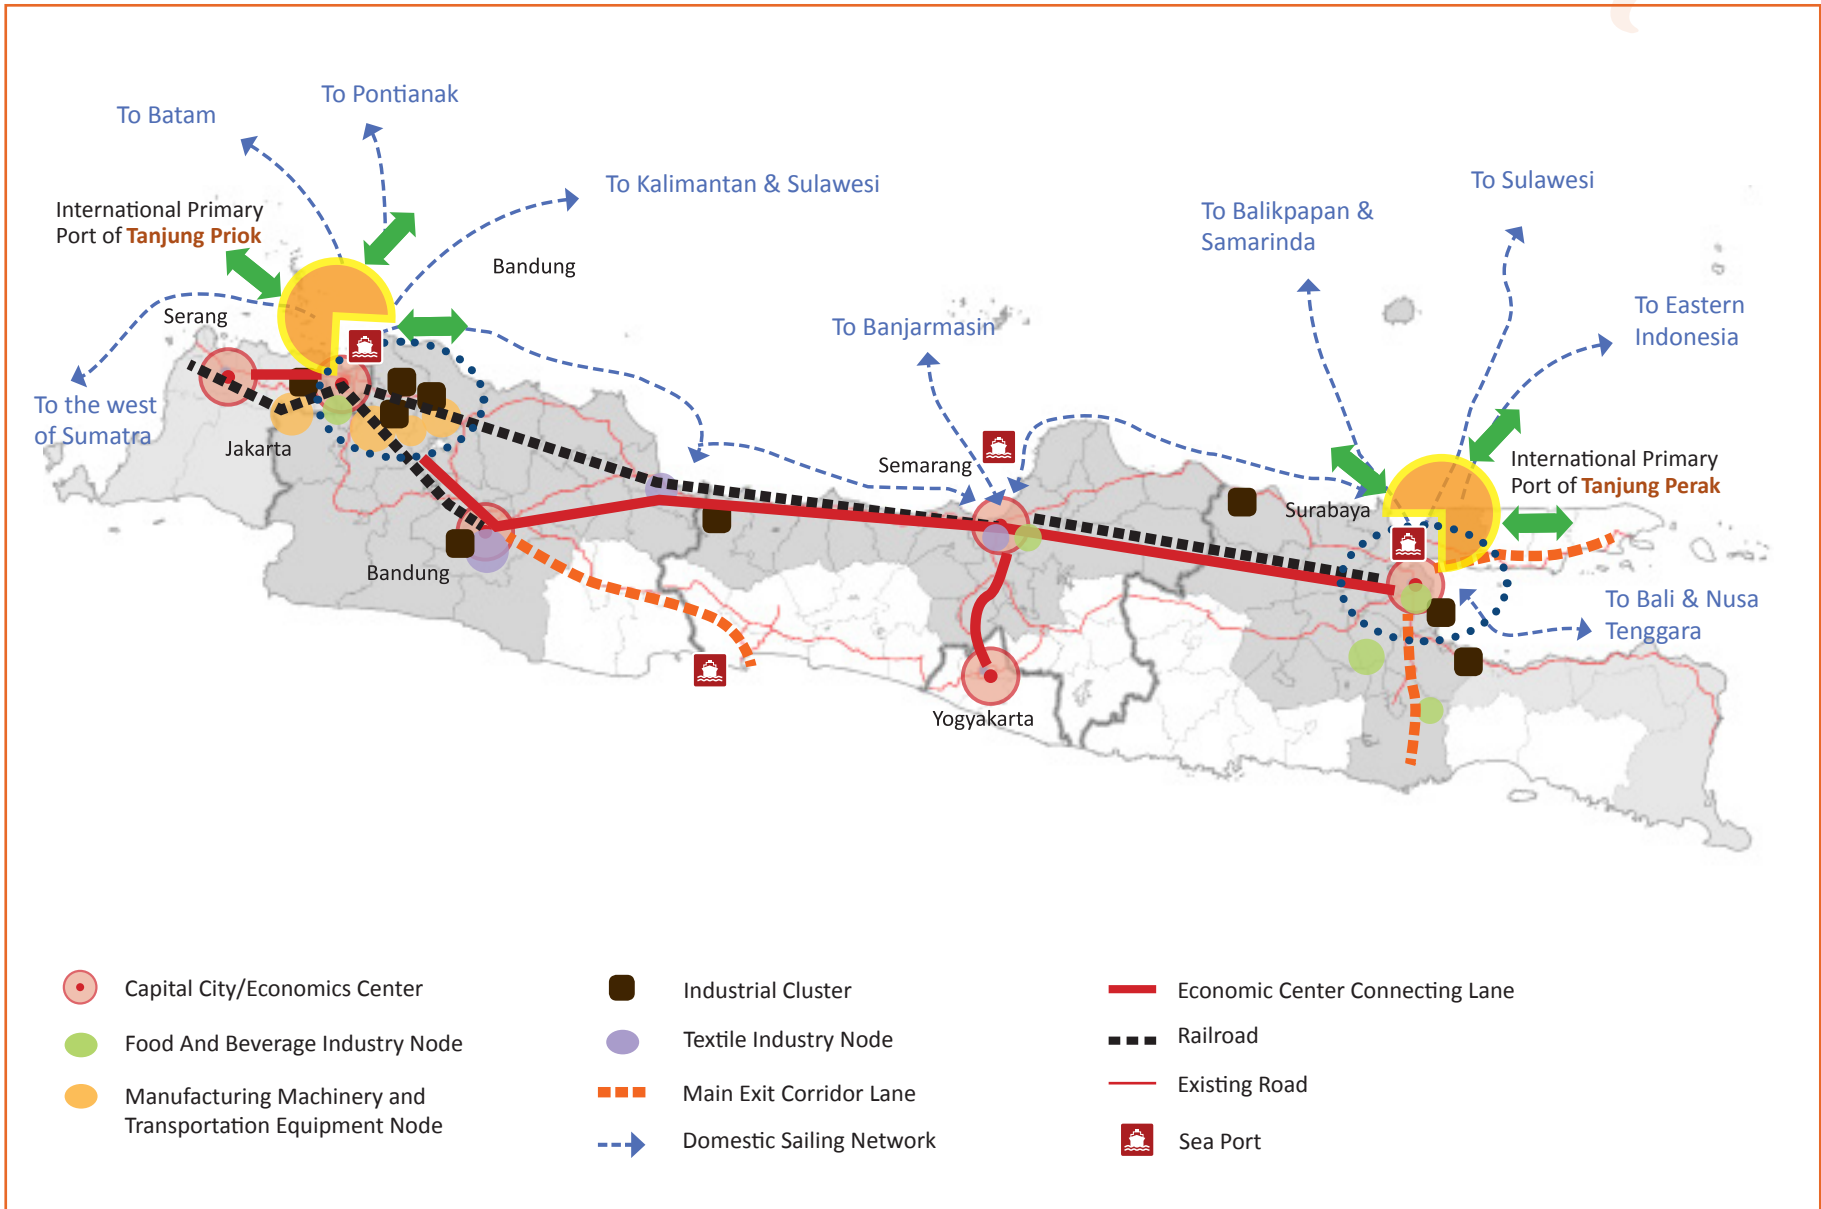 To Pontianak
To Batam
To Kalimantan & Sulawesi
To Sulawesi
International Primary
Port of Tanjung Priok
To Balikpapan &
Samarinda
Bandung
Serang
To Banjarmasin
To Eastern
Indonesia
To the west
of Sumatra
Jakarta
Semarang
Surabaya
International Primary
Port of Tanjung Perak
Bandung
To Bali & Nusa
Tenggara
Yogyakarta
Capital City/Economics Center
Food And Beverage Industry Node
Manufacturing Machinery and
Transportation Equipment Node
Industrial Cluster
Textile Industry Node
Main Exit Corridor Lane
Domestic Sailing Network
Economic Center Connecting Lane
Railroad
Existing Road
Sea Port